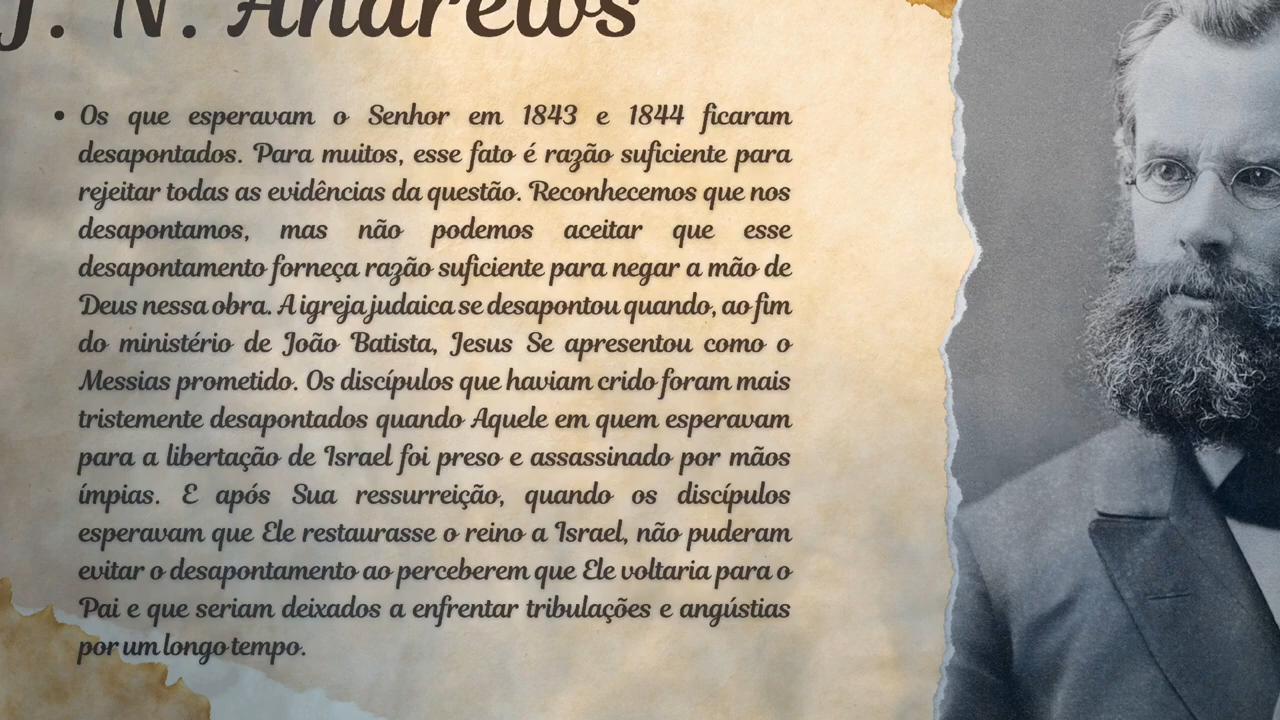 J. N. Andrews
• Os que esperavam o Senhor em 1843 e 1844 ficaram
desapontados. Para muitos, esse fato é razão suficiente para
rejeitar todas as evidências da questão. Reconhecemos que nos
desapontamos, mas não podemos aceitar que esse
desapontamento forneça razão suficiente para negar a mão de
Deus nessa obra. A igreja judaica se desapontou quando, ao fim
do ministério de João Batista, Jesus Se apresentou como o
Messias prometido. Os discípulos que haviam crido foram mais
tristemente desapontados quando Aquele em quem esperavam
para a libertação de Israel foi preso e assassinado por mãos
ímpias. E após Sua ressurreição, quando os discípulos
esperavam que Ele restaurasse o reino a Israel, não puderam
evitar o desapontamento ao perceberem que Ele voltaria para o
Pai e que seriam deixados a enfrentar tribulações e angústias
por um longo tempo.